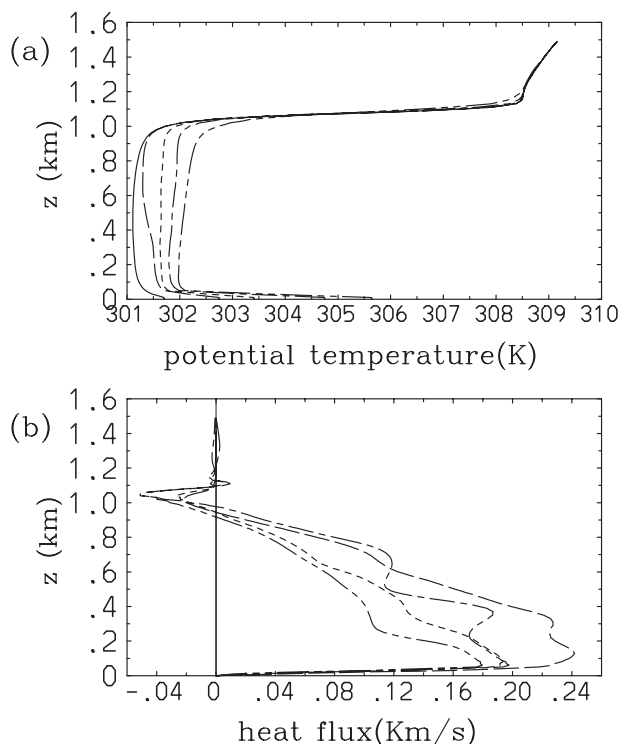 (a)
z (km)
1.6
1.4
1.2
1.0
.8
.6
.4
.2
0
301 302 303 304 305 306 307 308 309 310
potential temperature(K)
(b)
z (km)
1.6
1.4
1.2
1.0
.8
.6
.4
.2
0
-.04 0 .04 .08 .12 .16 .20 .24
heat flux(Km/s)